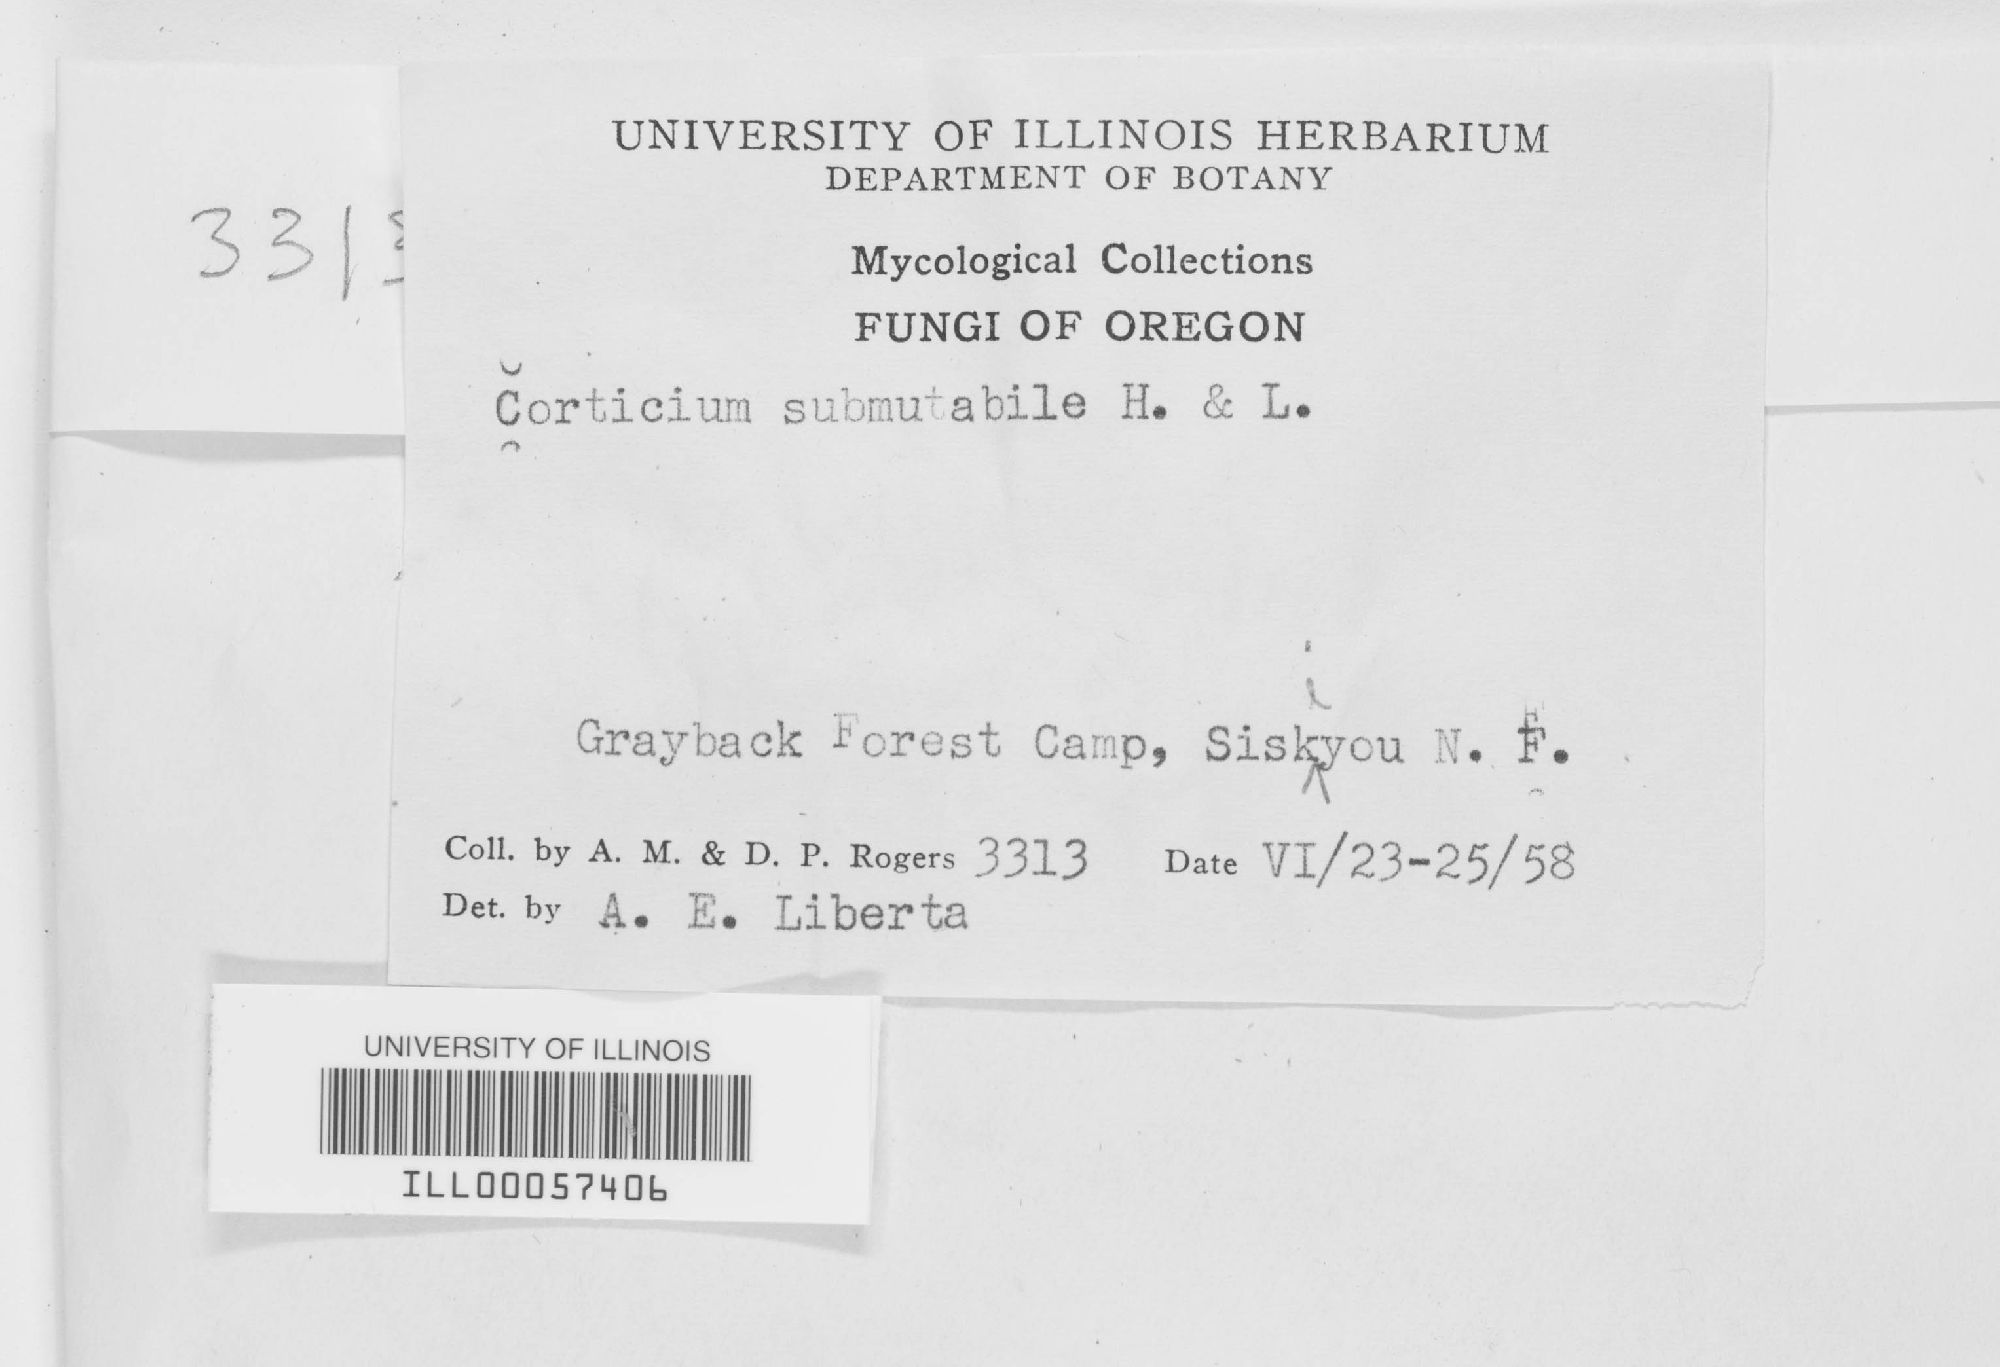 UNIVERSITY OF ILLINOIS HERBARIUM
DEPARTMENT OF BOTANY
3313
Mycological Collections
FUNGI OF OREGON
Corticium submutabile H. & L.
Grayback Forest Camp, Siskiyou N. F.
Coll. by A. M. & D. P. Rogers 3313 Date VI/23-25/58
Det. by A. E. Liberta
UNIVERSITY OF ILLINOIS
ILL00057406